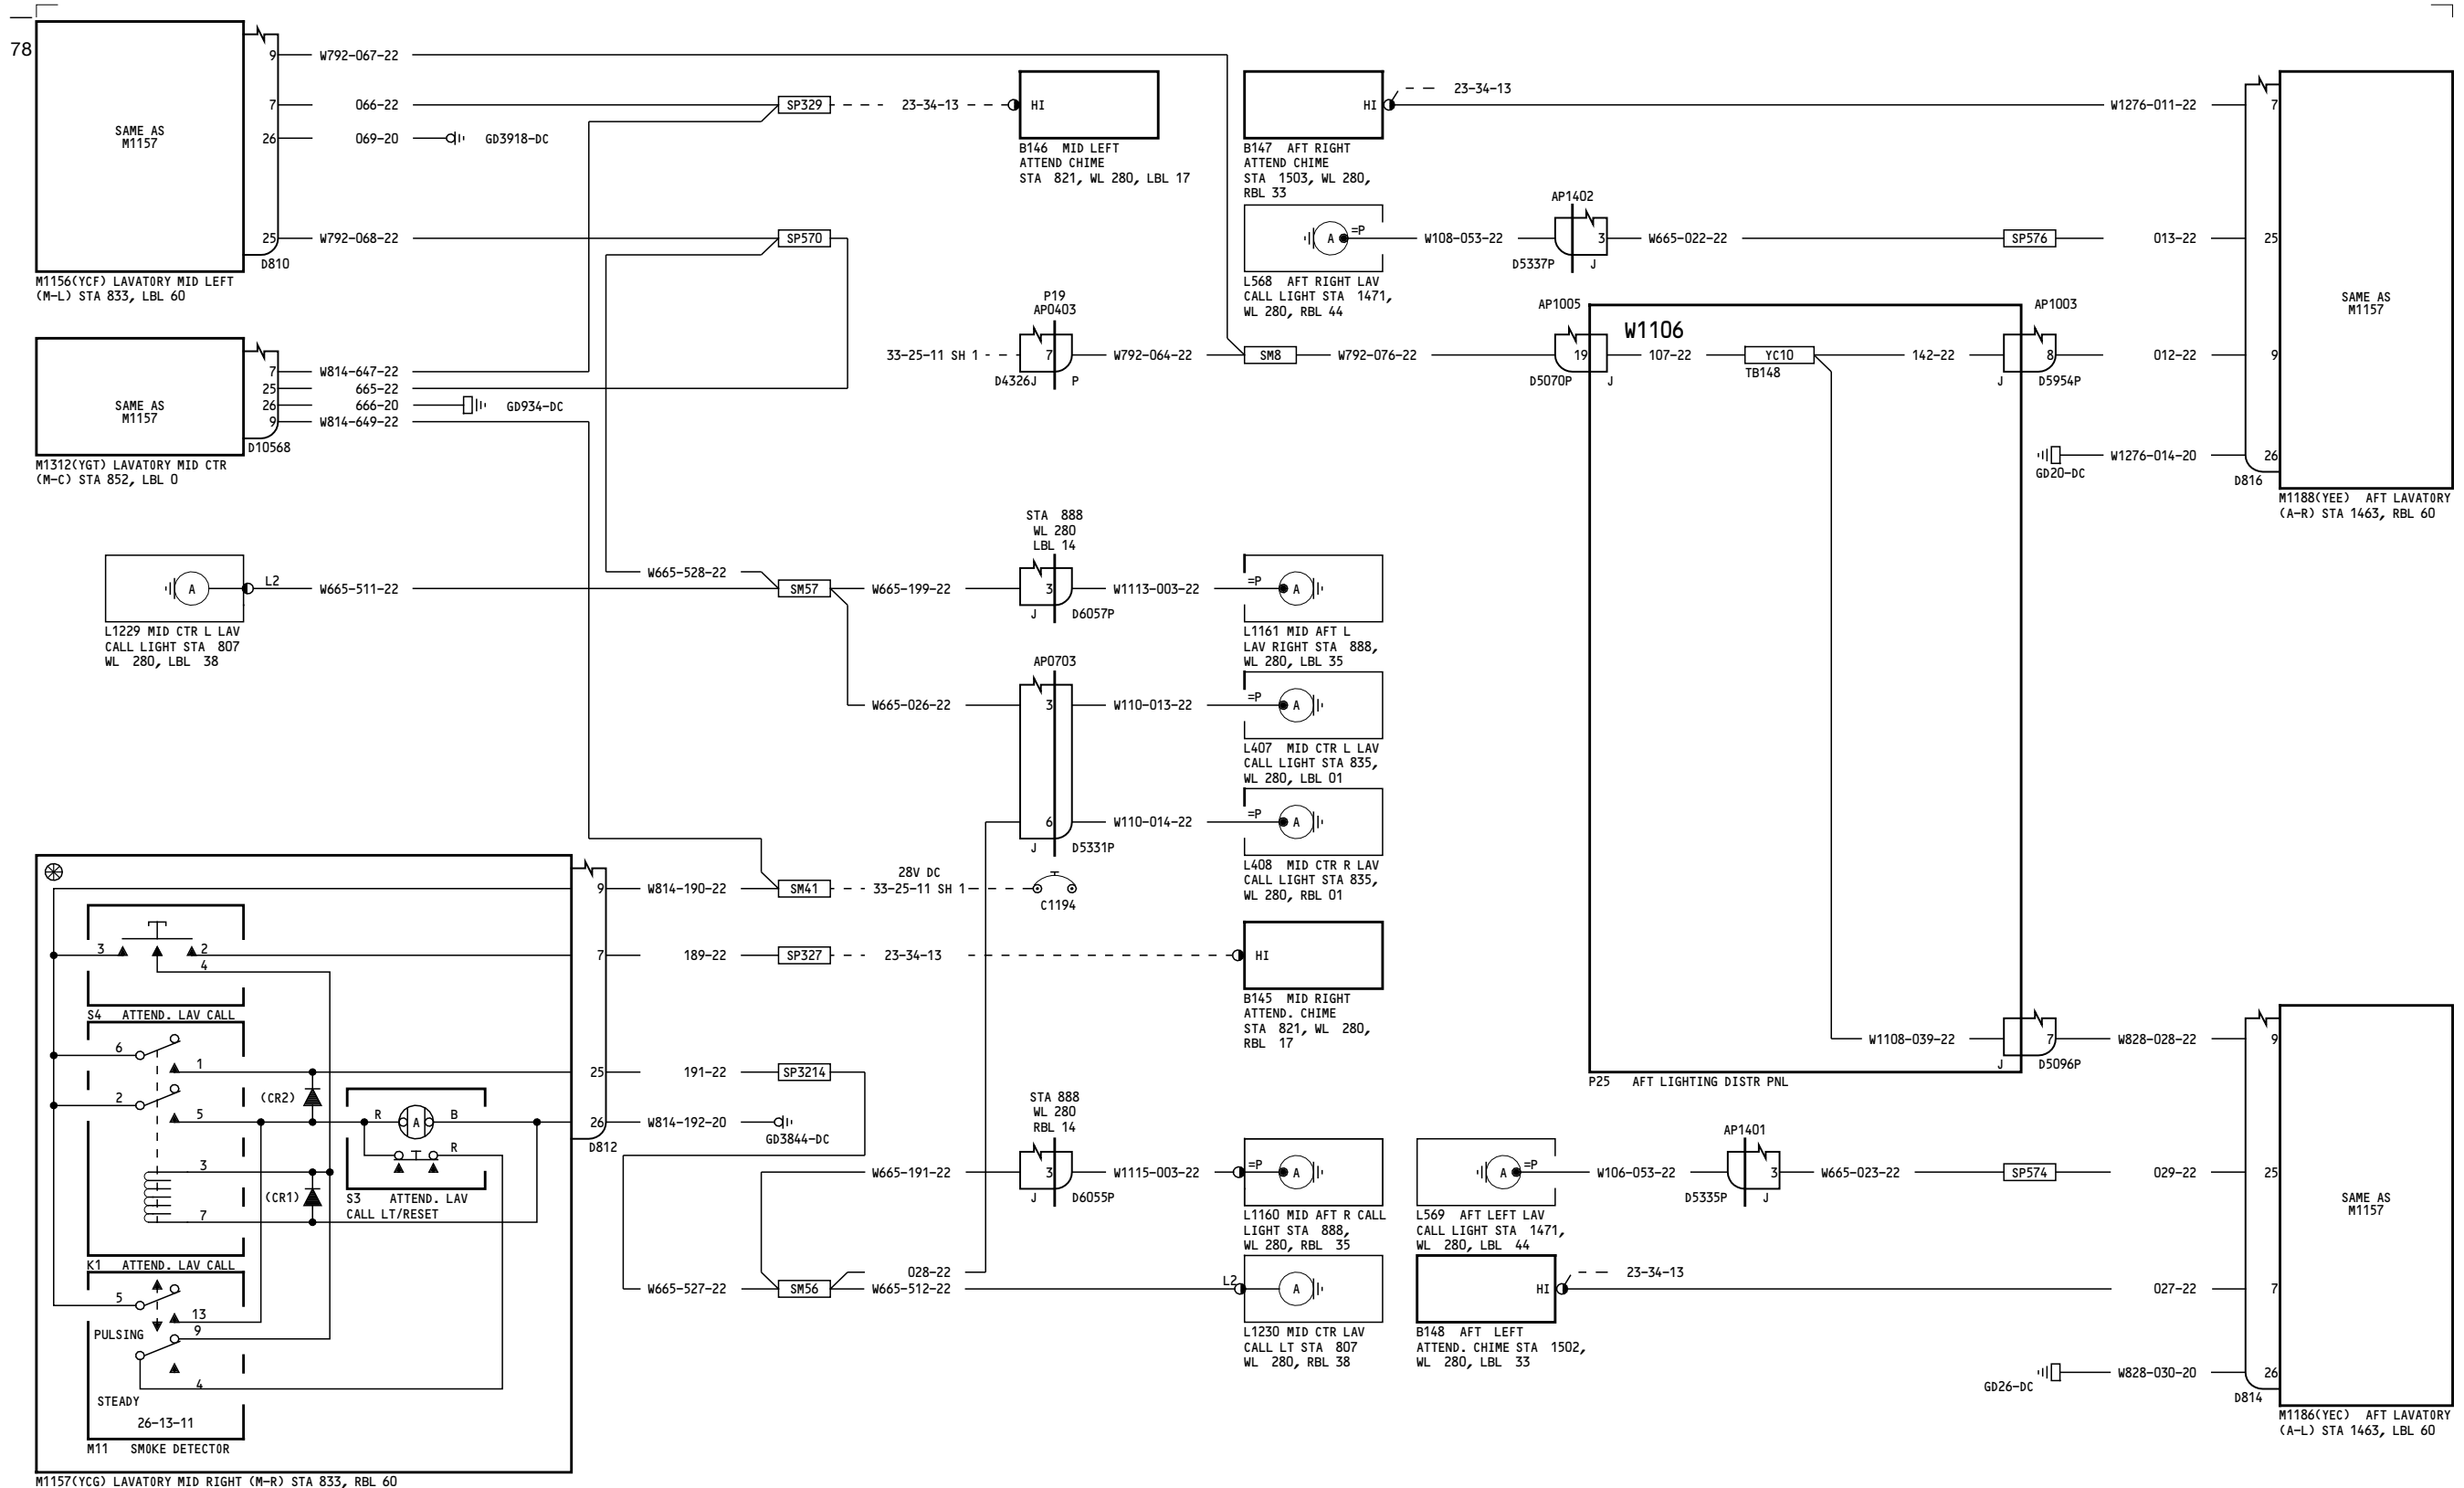 78
SAME AS
M1157
9
7
26
25
W792-067-22
066-22
069-20
GD3918-DC
W792-068-22
D810
M1156(YCF) LAVATORY MID LEFT
(M-L) STA 833, LBL 60
SP329
23-34-13
HI
B146 MID LEFT
ATTEND CHIME
STA 821, WL 280, LBL 17
SP570
SAME AS
M1157
7
25
26
9
W814-647-22
665-22
666-20
W814-649-22
GD934-DC
D10568
M1312(YGT) LAVATORY MID CTR
(M-C) STA 852, LBL 0
HI
23-34-13
B147 AFT RIGHT
ATTEND CHIME
STA 1503, WL 280,
RBL 33
W1276-011-22
7
A
=P
W108-053-22
AP1402
3
D5337P
J
W665-022-22
SP576
013-22
25
L568 AFT RIGHT LAV
CALL LIGHT STA 1471,
WL 280, RBL 44
33-25-11 SH 1
P19
AP0403
7
D4326J
P
W792-064-22
SM8
W792-076-22
AP1005
19
D5070P
J
W1106
107-22
YC10
TB148
142-22
AP1003
8
J
D5954P
012-22
9
GD20-DC
W1276-014-20
26
D816
SAME AS
M1157
M1188(YEE) AFT LAVATORY
(A-R) STA 1463, RBL 60
A
L2
W665-511-22
L1229 MID CTR L LAV
CALL LIGHT STA 807
WL 280, LBL 38
W665-528-22
SM57
W665-199-22
STA 888
WL 280
LBL 14
3
J
D6057P
W1113-003-22
=P
A
L1161 MID AFT L
LAV RIGHT STA 888,
WL 280, LBL 35
AP0703
W665-026-22
3
W110-013-22
=P
A
L407 MID CTR L LAV
CALL LIGHT STA 835,
WL 280, LBL 01
6
J
D5331P
W110-014-22
=P
A
L408 MID CTR R LAV
CALL LIGHT STA 835,
WL 280, RBL 01
9
W814-190-22
SM41
28V DC
33-25-11 SH 1
C1194
3
2
4
S4 ATTEND. LAV CALL
7
189-22
SP327
23-34-13
HI
B145 MID RIGHT
ATTEND. CHIME
STA 821, WL 280,
RBL 17
6
1
2
5
3
7
K1 ATTEND. LAV CALL
(CR2)
(CR1)
R
A
B
R
S3 ATTEND. LAV
CALL LT/RESET
25
191-22
SP3214
26
W814-192-20
GD3844-DC
D812
5
13
PULSING
9
4
STEADY
26-13-11
M11 SMOKE DETECTOR
M1157(YCG) LAVATORY MID RIGHT (M-R) STA 833, RBL 60
W665-191-22
STA 888
WL 280
RBL 14
3
J
D6055P
W1115-003-22
=P
A
L1160 MID AFT R CALL
LIGHT STA 888,
WL 280, RBL 35
W665-527-22
SM56
028-22
W665-512-22
L2
A
L1230 MID CTR LAV
CALL LT STA 807
WL 280, RBL 38
W1108-039-22
7
J
D5096P
P25 AFT LIGHTING DISTR PNL
W828-028-22
9
A
=P
W106-053-22
AP1401
3
D5335P
J
W665-023-22
SP574
029-22
25
L569 AFT LEFT LAV
CALL LIGHT STA 1471,
WL 280, LBL 44
HI
23-34-13
B148 AFT LEFT
ATTEND. CHIME STA 1502,
WL 280, LBL 33
027-22
7
GD26-DC
W828-030-20
26
D814
SAME AS
M1157
M1186(YEC) AFT LAVATORY
(A-L) STA 1463, LBL 60